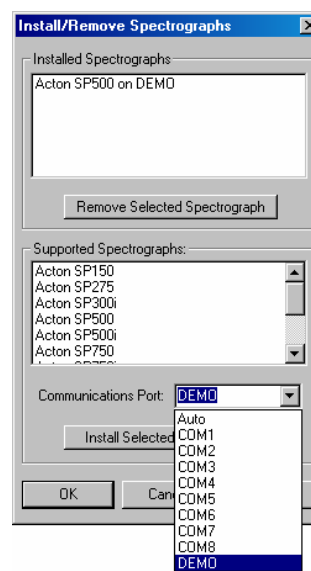 Install/Remove Spectrographs
Installed Spectrographs
Acton SP500 on DEMO
Remove Selected Spectrograph
Supported Spectrographs:
Acton SP150
Acton SP275
Acton SP300i
Acton SP500
Acton SP500i
Acton SP750
Communications Port: DEMO
Auto
COM1
Install Selected
COM2
COM3
COM4
OK
COM5
COM6
COM7
COM8
DEMO